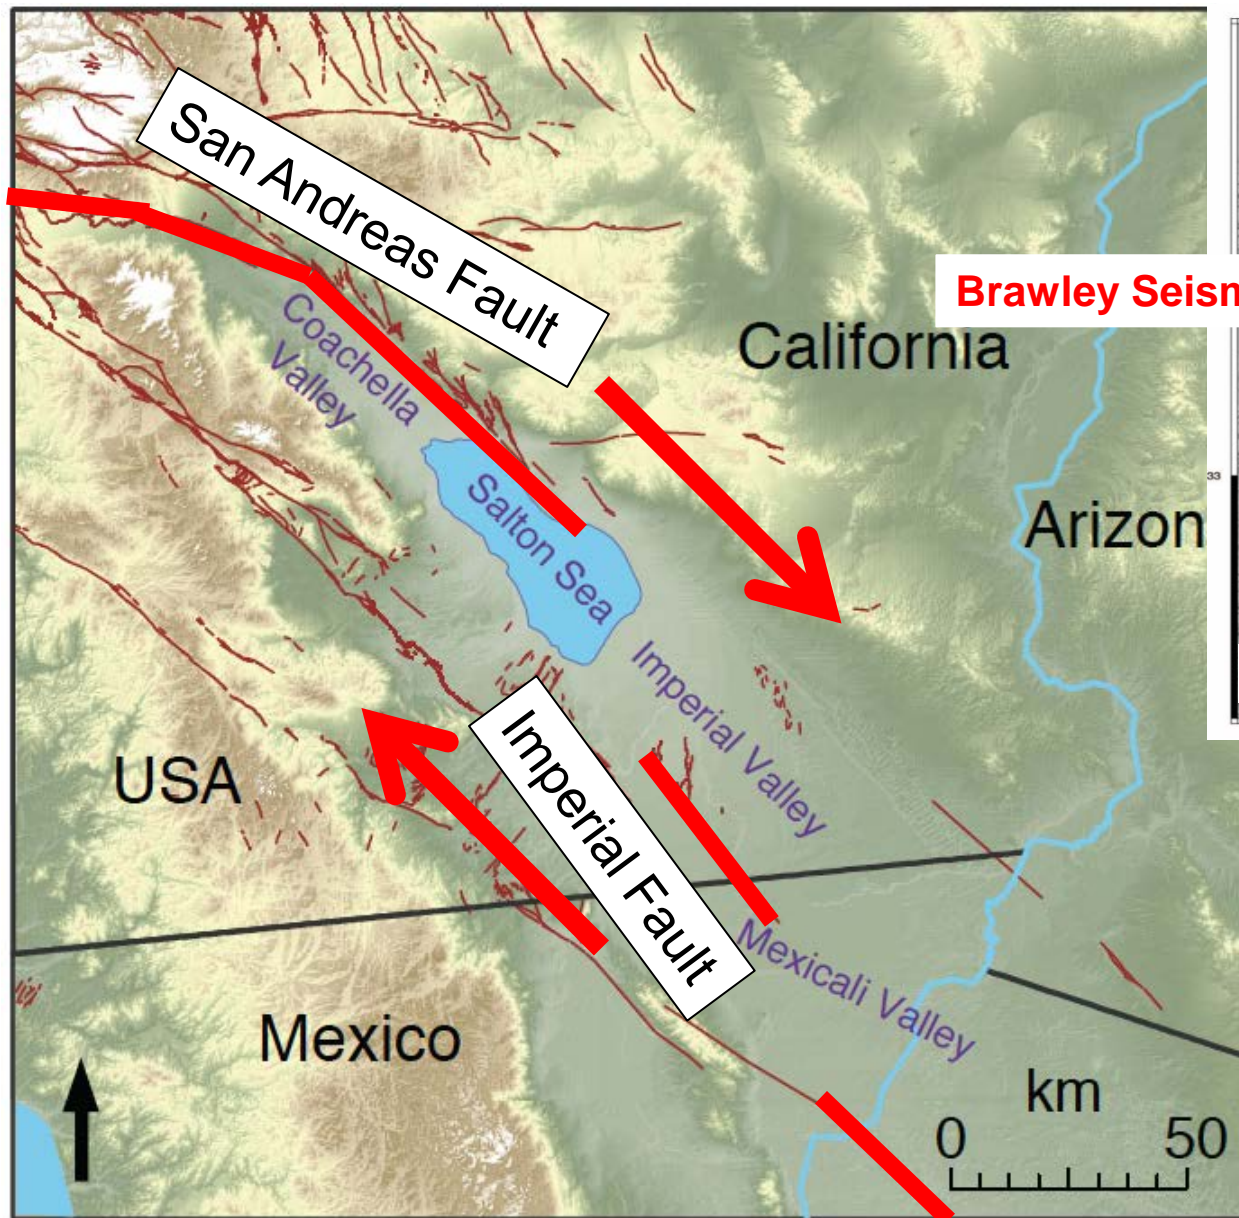 San Andreas Fault
Brawley Seism
Coachella
Valley
California
33
Salton Sea
Arizon
Imperial Valley
USA
Imperial Fault
Mexicali Valley
Mexico
km
0 50